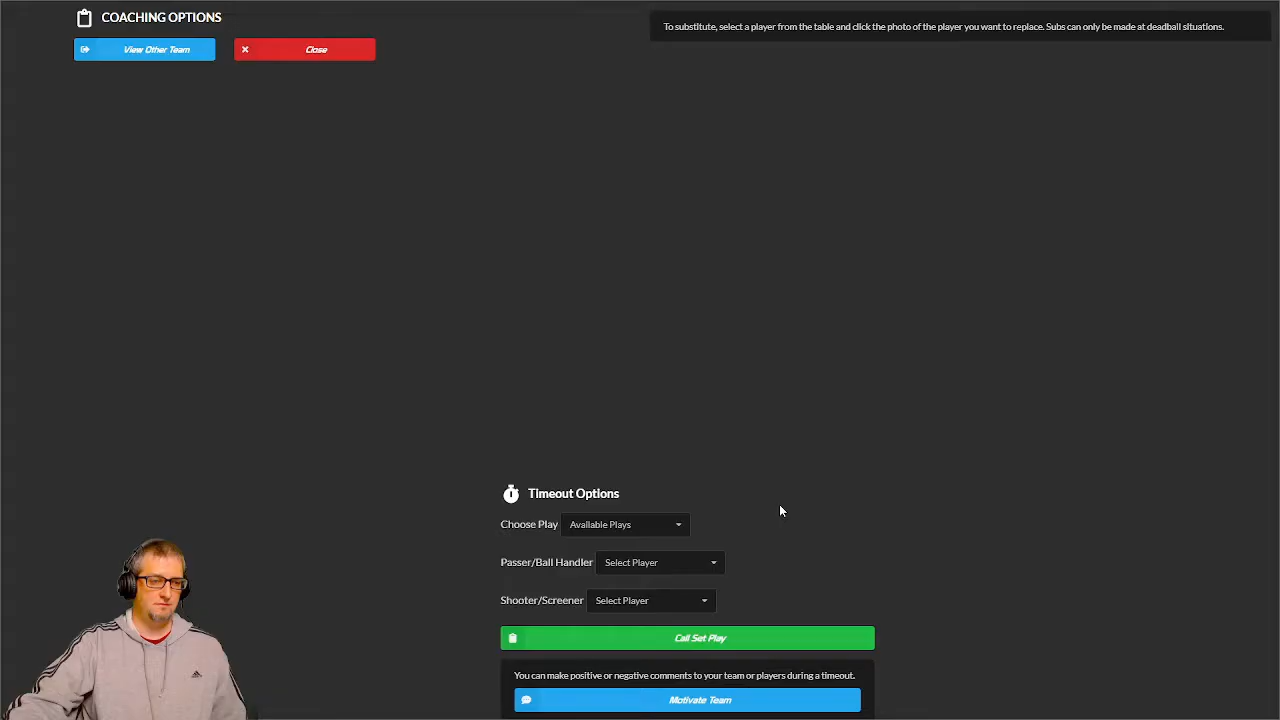 COACHING OPTIONS
To substitute, select a player from the table and click the photo of the player you want to replace. Subs can only be made at deadball situations.
View Other Team
Close
Timeout Options
Choose Play Available Plays
Passer/Ball Handler Select Player
Shooter/Screener Select Player
Call Set Play
You can make positive or negative comments to your team or players during a timeout.
Motivate Team